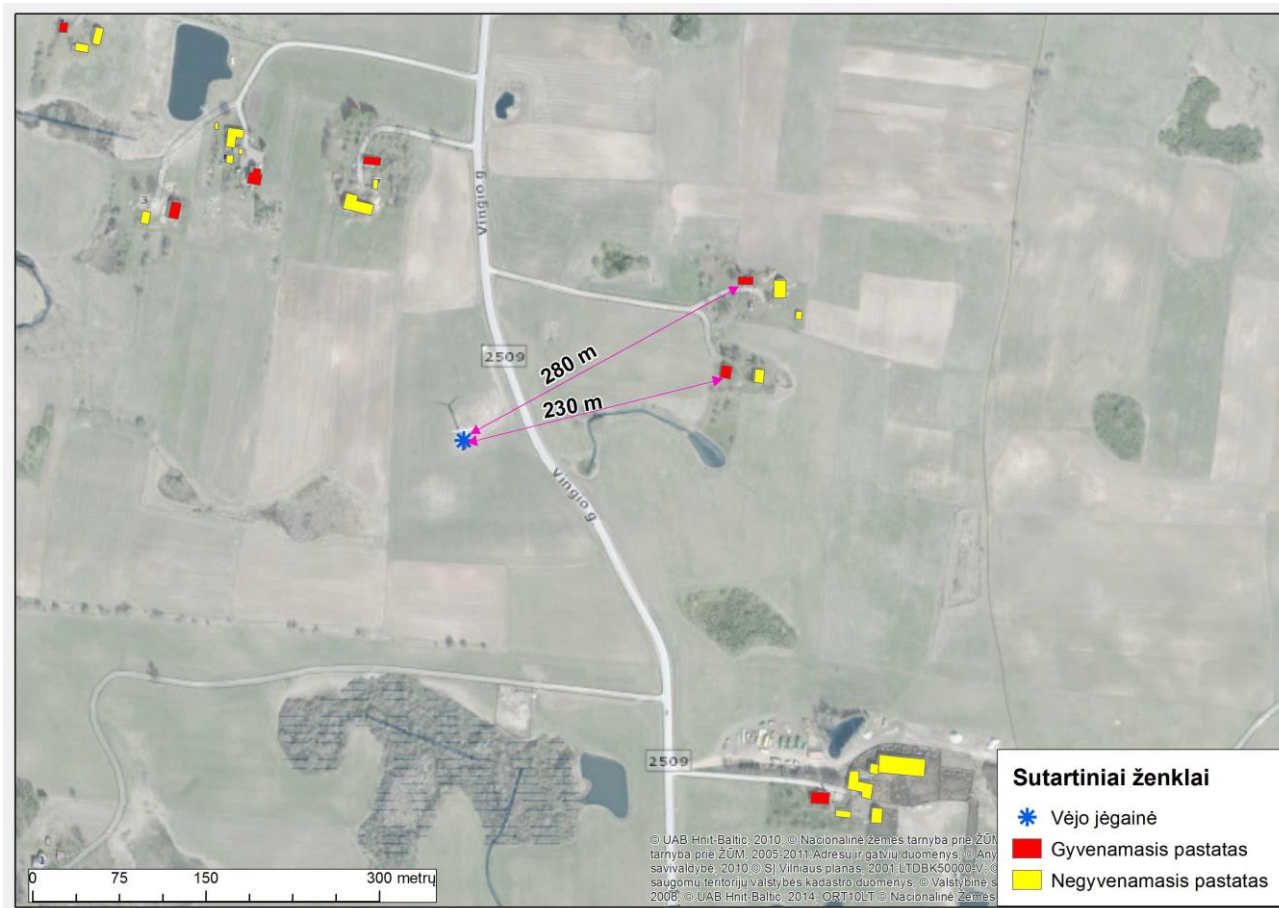 3
Vingio g
2509
280 m
230 m
Vingio g
2509
Sutartiniai ženklai
Vėjo jėgainė
Gyvenamasis pastatas
Negyvenamasis pastatas
© UAB Hnit-Baltic, 2010, © Nacionalinė žemės tarnyba prie ŽŪM
tarnyba prie ŽŪM, 2005-2011,Adresų ir gatvių duomenys, © Any
savivaldybė, 2010,© SĮ Vilniaus planas, 2001,LTDBK50000-V, ©
saugomų teritorijų valstybės kadastro duomenys, © Valstybinė s
2008, © UAB Hnit-Baltic, 2014; ORT10LT © Nacionalinė Žemės
1
0 75 150 300 metrų